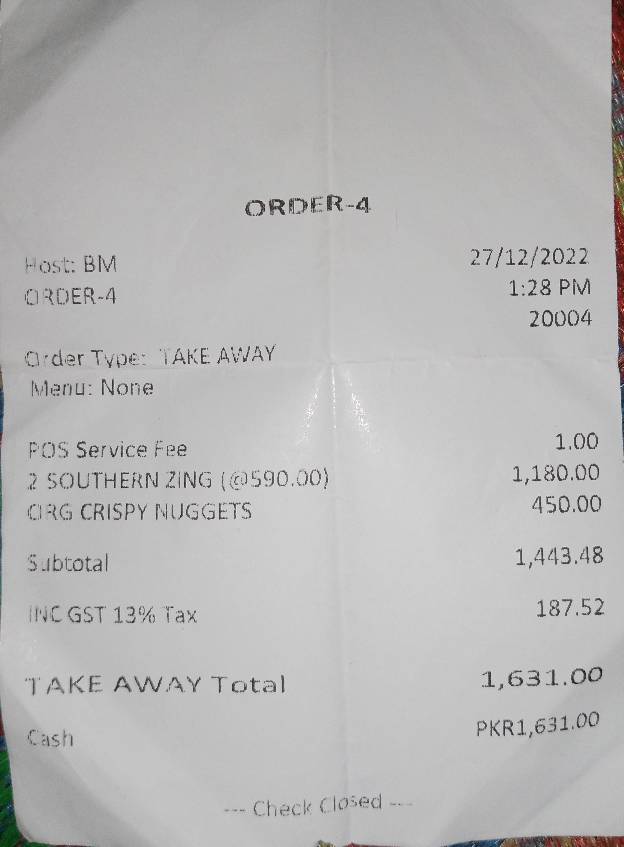 ORDER-4
Host: BM 27/12/2022
ORDER-4 1:28 PM
20004
Order Type: TAKE AWAY
Menu: None
POS Service Fee 1.00
2 SOUTHERN ZING (@590.00) 1,180.00
ORG CRISPY NUGGETS 450.00
Subtotal 1,443.48
INC GST 13% Tax 187.52
TAKE AWAY Total 1,631.00
Cash PKR1,631.00
--- Check Closed ---